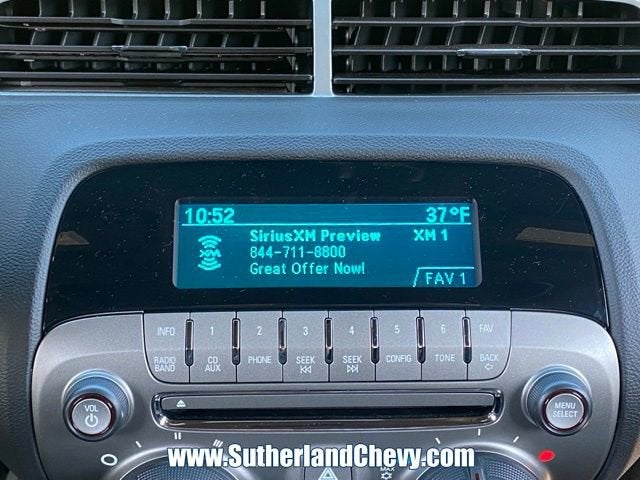 10:52 37°F
SiriusXM Preview XM 1
XM 844-711-8800
Great Offer Now!
FAV 1
INFO 1 2 3 4 5 6 FAV
RADIO BAND CD AUX PHONE SEEK SEEK CONFIG TONE BACK
VOL
MENU SELECT
www.SutherlandChevy.com
MAX